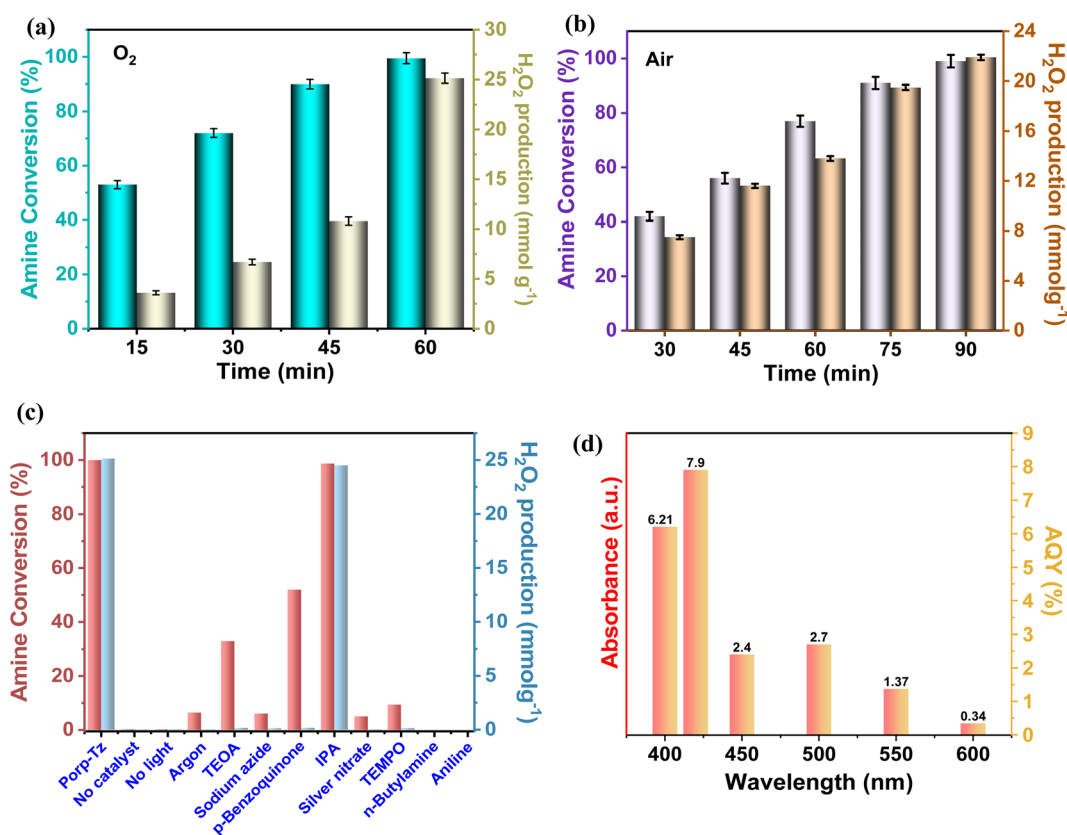 (a)
O₂
Amine Conversion (%)
100
80
60
40
20
0
30
25
20
15
10
5
0
H₂O₂ production (mmol g⁻¹)
15 30 45 60
Time (min)
(b)
Air
Amine Conversion (%)
100
80
60
40
20
0
24
20
16
12
8
4
0
H₂O₂ production (mmolg⁻¹)
30 45 60 75 90
Time (min)
(c)
Amine Conversion (%)
100
80
60
40
20
0
25
20
15
10
5
0
H₂O₂ production (mmolg⁻¹)
Porp-Tz
No catalyst
No light
Argon
TEOA
Sodium azide
p-Benzoquinone
IPA
Silver nitrate
TEMPO
n-Butylamine
Aniline
(d)
Absorbance (a.u.)
6.21
7.9
2.4
2.7
1.37
0.34
9
8
7
6
5
4
3
2
1
0
AQY (%)
400 450 500 550 600
Wavelength (nm)